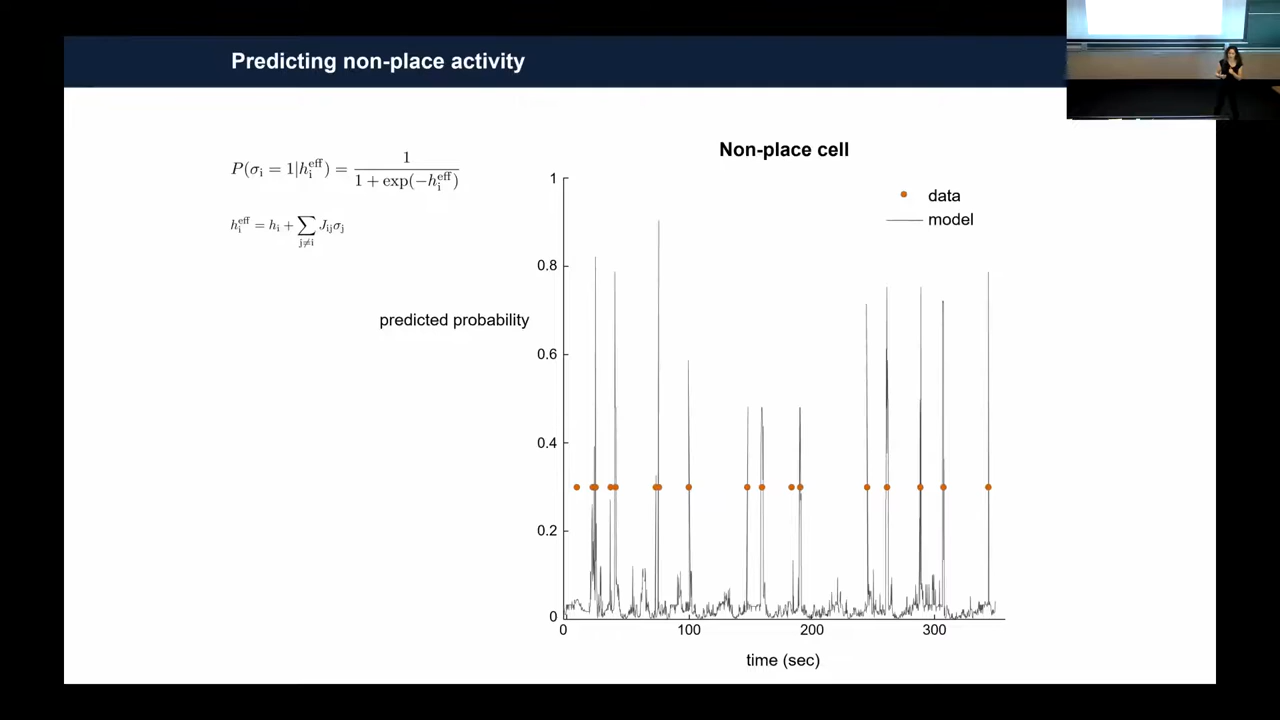 Predicting non-place activity
P(σᵢ = 1|hᵢᵉᶠᶠ) = 1 / (1 + exp(−hᵢᵉᶠᶠ))
hᵢᵉᶠᶠ = hᵢ + ∑_{j≠i} Jᵢⱼσⱼ
Non-place cell
data
model
predicted probability
1
0.8
0.6
0.4
0.2
0
0 100 200 300
time (sec)